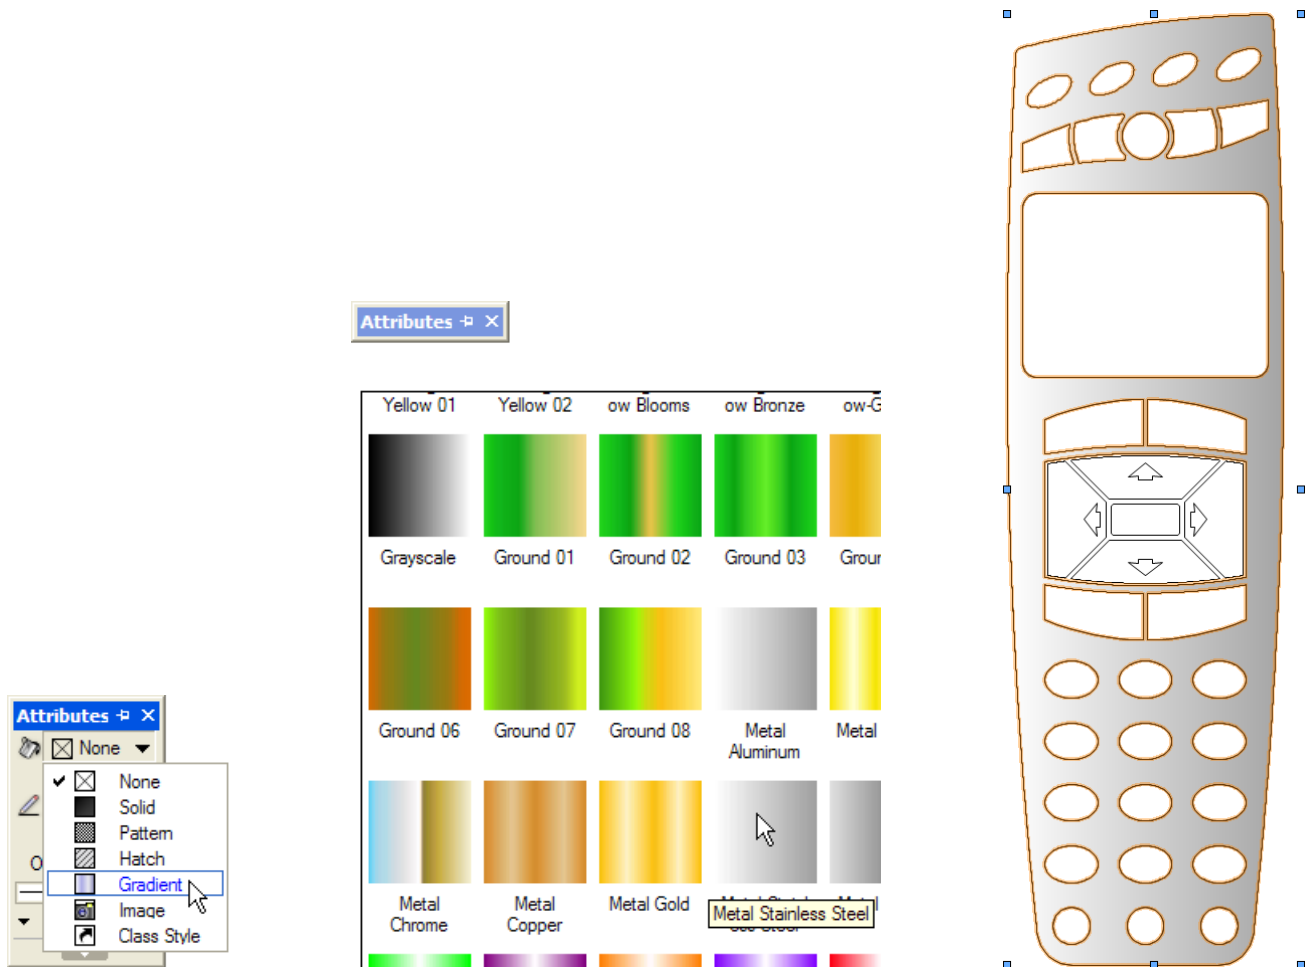 Attributes
Yellow 01 Yellow 02 ow Blooms ow Bronze ow-G
Grayscale Ground 01 Ground 02 Ground 03 Groun
Ground 06 Ground 07 Ground 08 Metal Aluminum Metal
Metal Chrome Metal Copper Metal Gold
Metal Stainless Steel
Attributes
None
None
Solid
Pattern
Hatch
Gradient
Image
Class Style
O